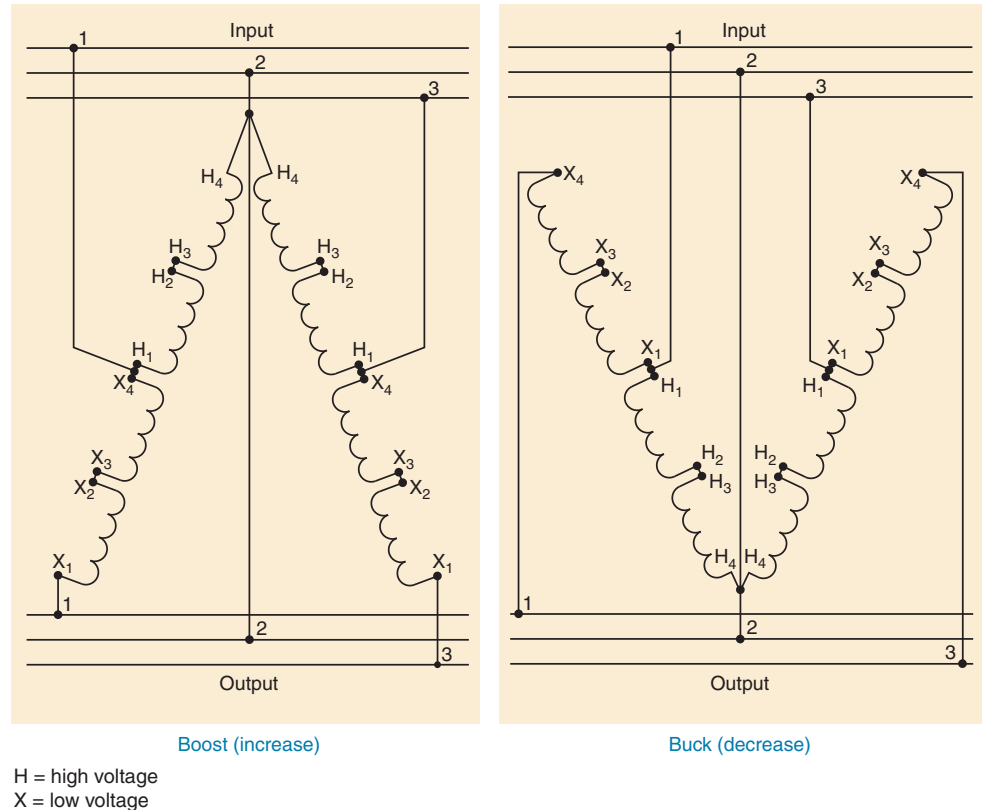 Input
1
2
3
H₄ H₄
H₃ H₃
H₂ H₂
H₁ H₁
X₄ X₄
X₃ X₃
X₂ X₂
X₁ X₁
1
2
3
Output
Boost (increase)
Input
1
2
3
X₄ X₄
X₃ X₃
X₂ X₂
X₁ X₁
H₁ H₁
H₂ H₂
H₃ H₃
H₄ H₄
1
2
3
Output
Buck (decrease)
H = high voltage
X = low voltage